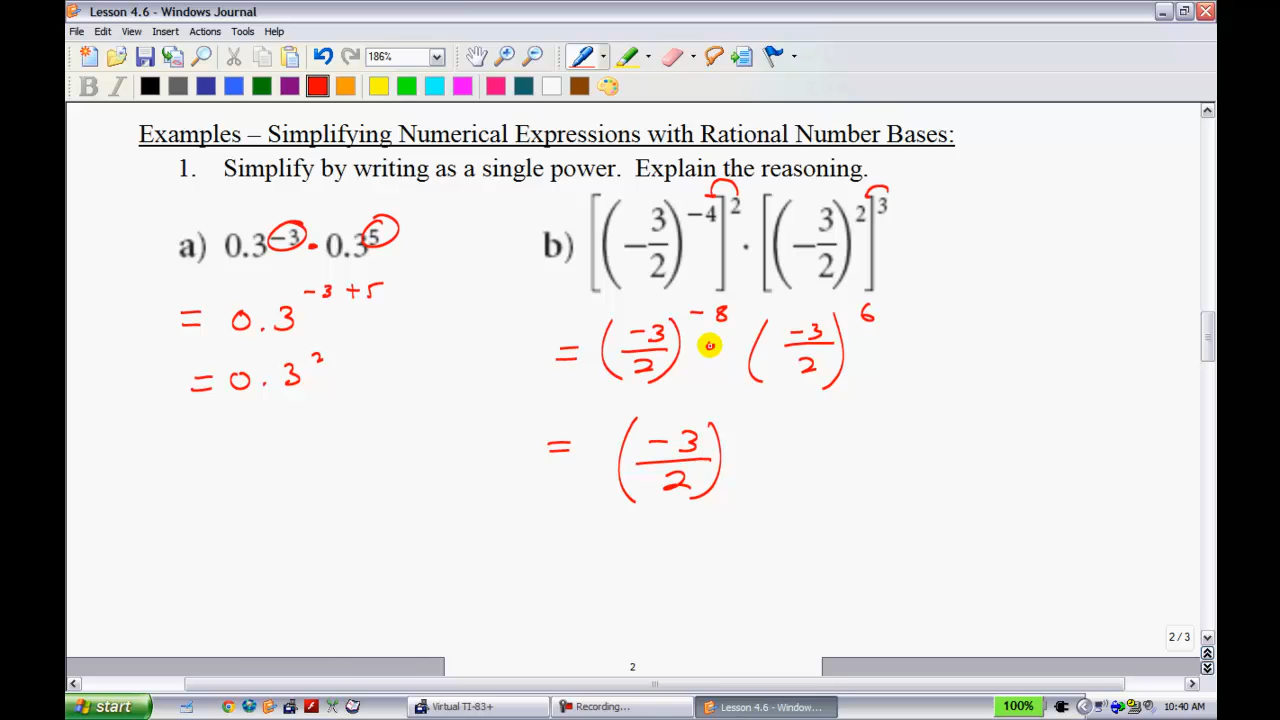 Lesson 4.6 - Windows Journal
File Edit View Insert Actions Tools Help
186%
B I
Examples – Simplifying Numerical Expressions with Rational Number Bases:
1. Simplify by writing as a single power. Explain the reasoning.
a) 0.3^{-3} · 0.3^{5}
= 0.3^{-3+5}
= 0.3^{2}
b) [(-3/2)^{-4}]^{2} · [(-3/2)^{2}]^{3}
= (-3/2)^{-8} · (-3/2)^{6}
= (-3/2)
2/3
2
start
Virtual TI-83+
Recording...
Lesson 4.6 - Window...
100%
10:40 AM